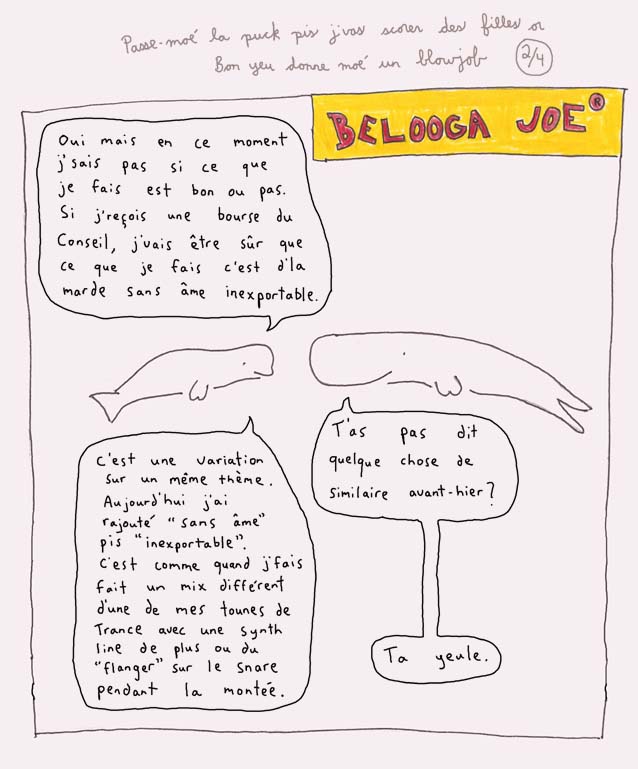 Passe-moé la puck pis j'vas scorer des filles or
Bon yeu donne moé un blowjob 2/4
BELOOGA JOE ®
Oui mais en ce moment
j'sais pas si ce que
je fais est bon ou pas.
Si j'reçois une bourse du
Conseil, j'vais être sûr que
ce que je fais c'est d'la
marde sans âme inexportable.
T'as pas dit
quelque chose de
similaire avant-hier?
c'est une variation
sur un même thème.
Aujourd'hui j'ai
rajouté "sans âme"
pis "inexportable".
C'est comme quand j'fais
fait un mix différent
d'une de mes tounes de
Trance avec une synth
line de plus ou du
"flanger" sur le snare
pendant la montée.
Ta yeule.